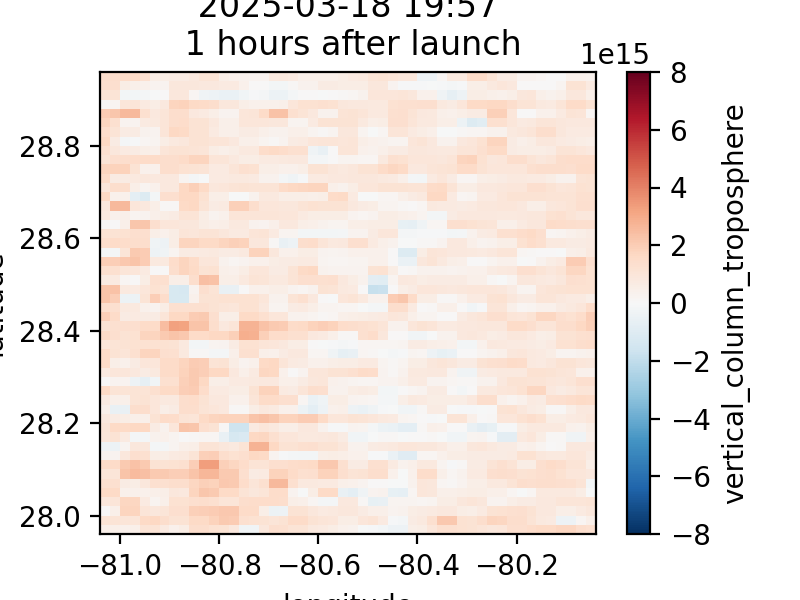 2025-03-18 19:57
1 hours after launch
1e15
8
6
4
2
0
−2
−4
−6
−8
vertical_column_troposphere
28.8
28.6
28.4
28.2
28.0
latitude
−81.0 −80.8 −80.6 −80.4 −80.2
longitude